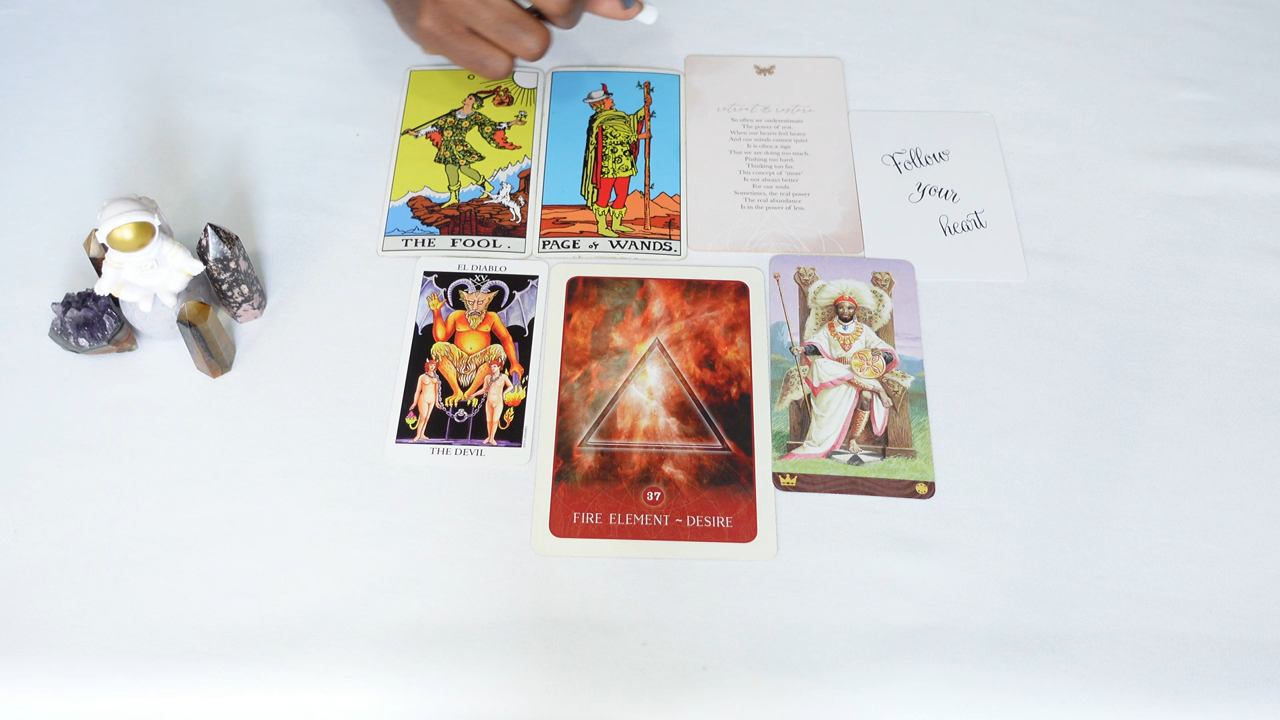 THE FOOL.
PAGE of WANDS.
retreat & restore
So often we underestimate
The power of rest.
When our hearts feel heavy
And our minds cannot quiet
It is often a sign
That we are doing too much.
Pushing too hard.
Thinking too far.
This concept of "more"
Is not always better
For our souls.
Sometimes, the real power
The real abundance
Is in the power of less.
Follow
your
heart
EL DIABLO
XV
THE DEVIL
37
FIRE ELEMENT ~ DESIRE